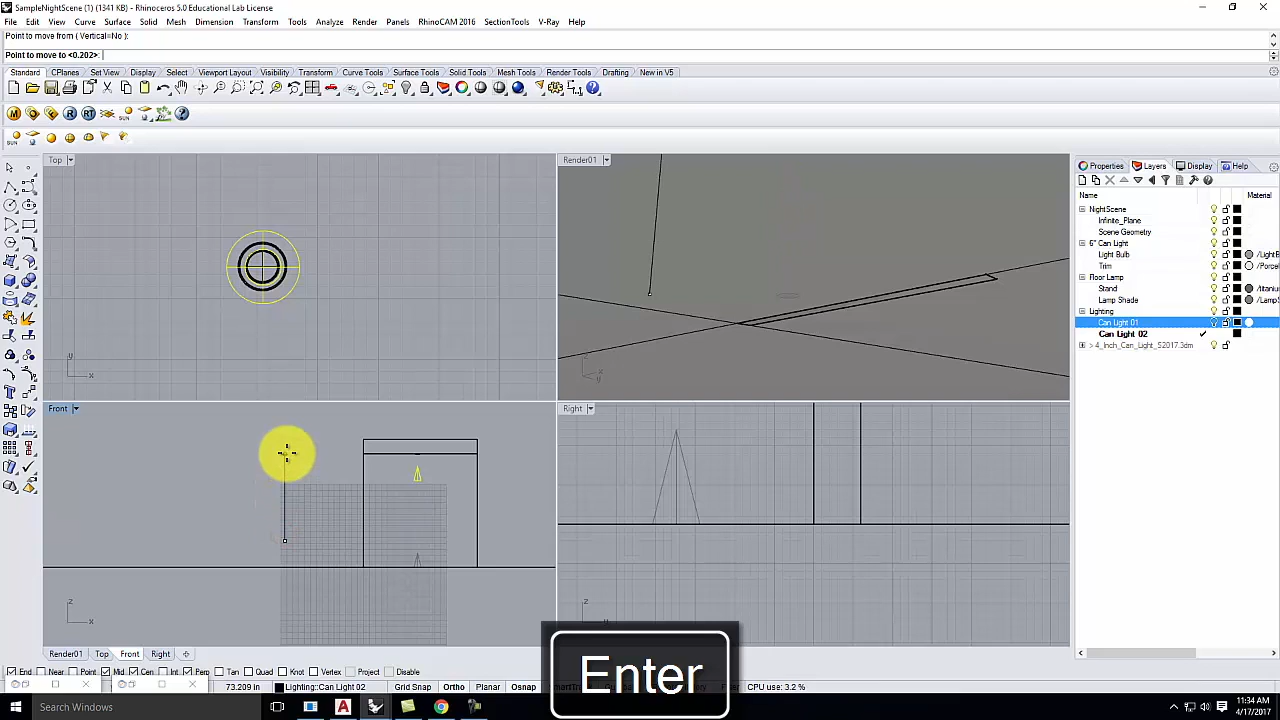 SampleNightScene (1) (1341 KB) - Rhinoceros 5.0 Educational Lab License
File Edit View Curve Surface Solid Mesh Dimension Transform Tools Analyze Render Panels RhinoCAM 2016 SectionTools V-Ray Help
Point to move from ( Vertical=No ):
Point to move to <0.202>:
Standard CPlanes Set View Display Select Viewport Layout Visibility Transform Curve Tools Surface Tools Solid Tools Mesh Tools Render Tools Drafting New in V5
Top
Render01
Properties Layers Display Help
Name Material
NightScene
Infinite_Plane
Scene Geometry
6" Can Light
Light Bulb /LightB
Trim /Porcel
Floor Lamp
Stand
Lamp Shade
Lighting
Can Light 01
Can Light 02
4_Inch_Can_Light_S2017.3dm
Front
Right
Render01 Top Front Right
End Near Point Mid Cen Int Perp Tan Quad Knot Vertex Project Disable
73.209 in Lighting::Can Light 02 Grid Snap Ortho Planar Osnap CPU use: 3.2 %
Enter
Search Windows
11:34 AM
4/17/2017